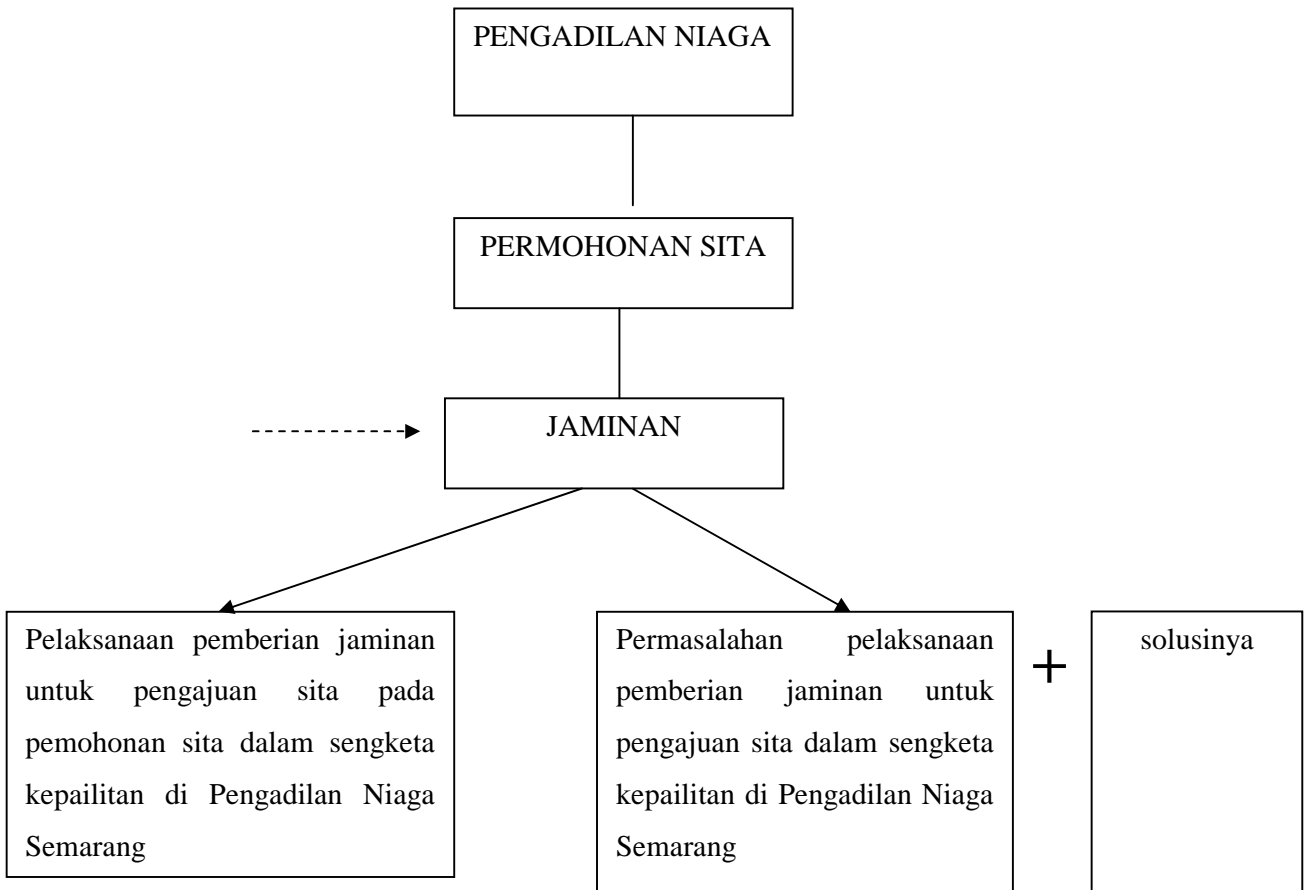 PENGADILAN NIAGA
PERMOHONAN SITA
JAMINAN
Pelaksanaan pemberian jaminan
untuk pengajuan sita pada
pemohonan sita dalam sengketa
kepailitan di Pengadilan Niaga
Semarang
Permasalahan pelaksanaan
pemberian jaminan untuk
pengajuan sita dalam sengketa
kepailitan di Pengadilan Niaga
Semarang
+
solusinya